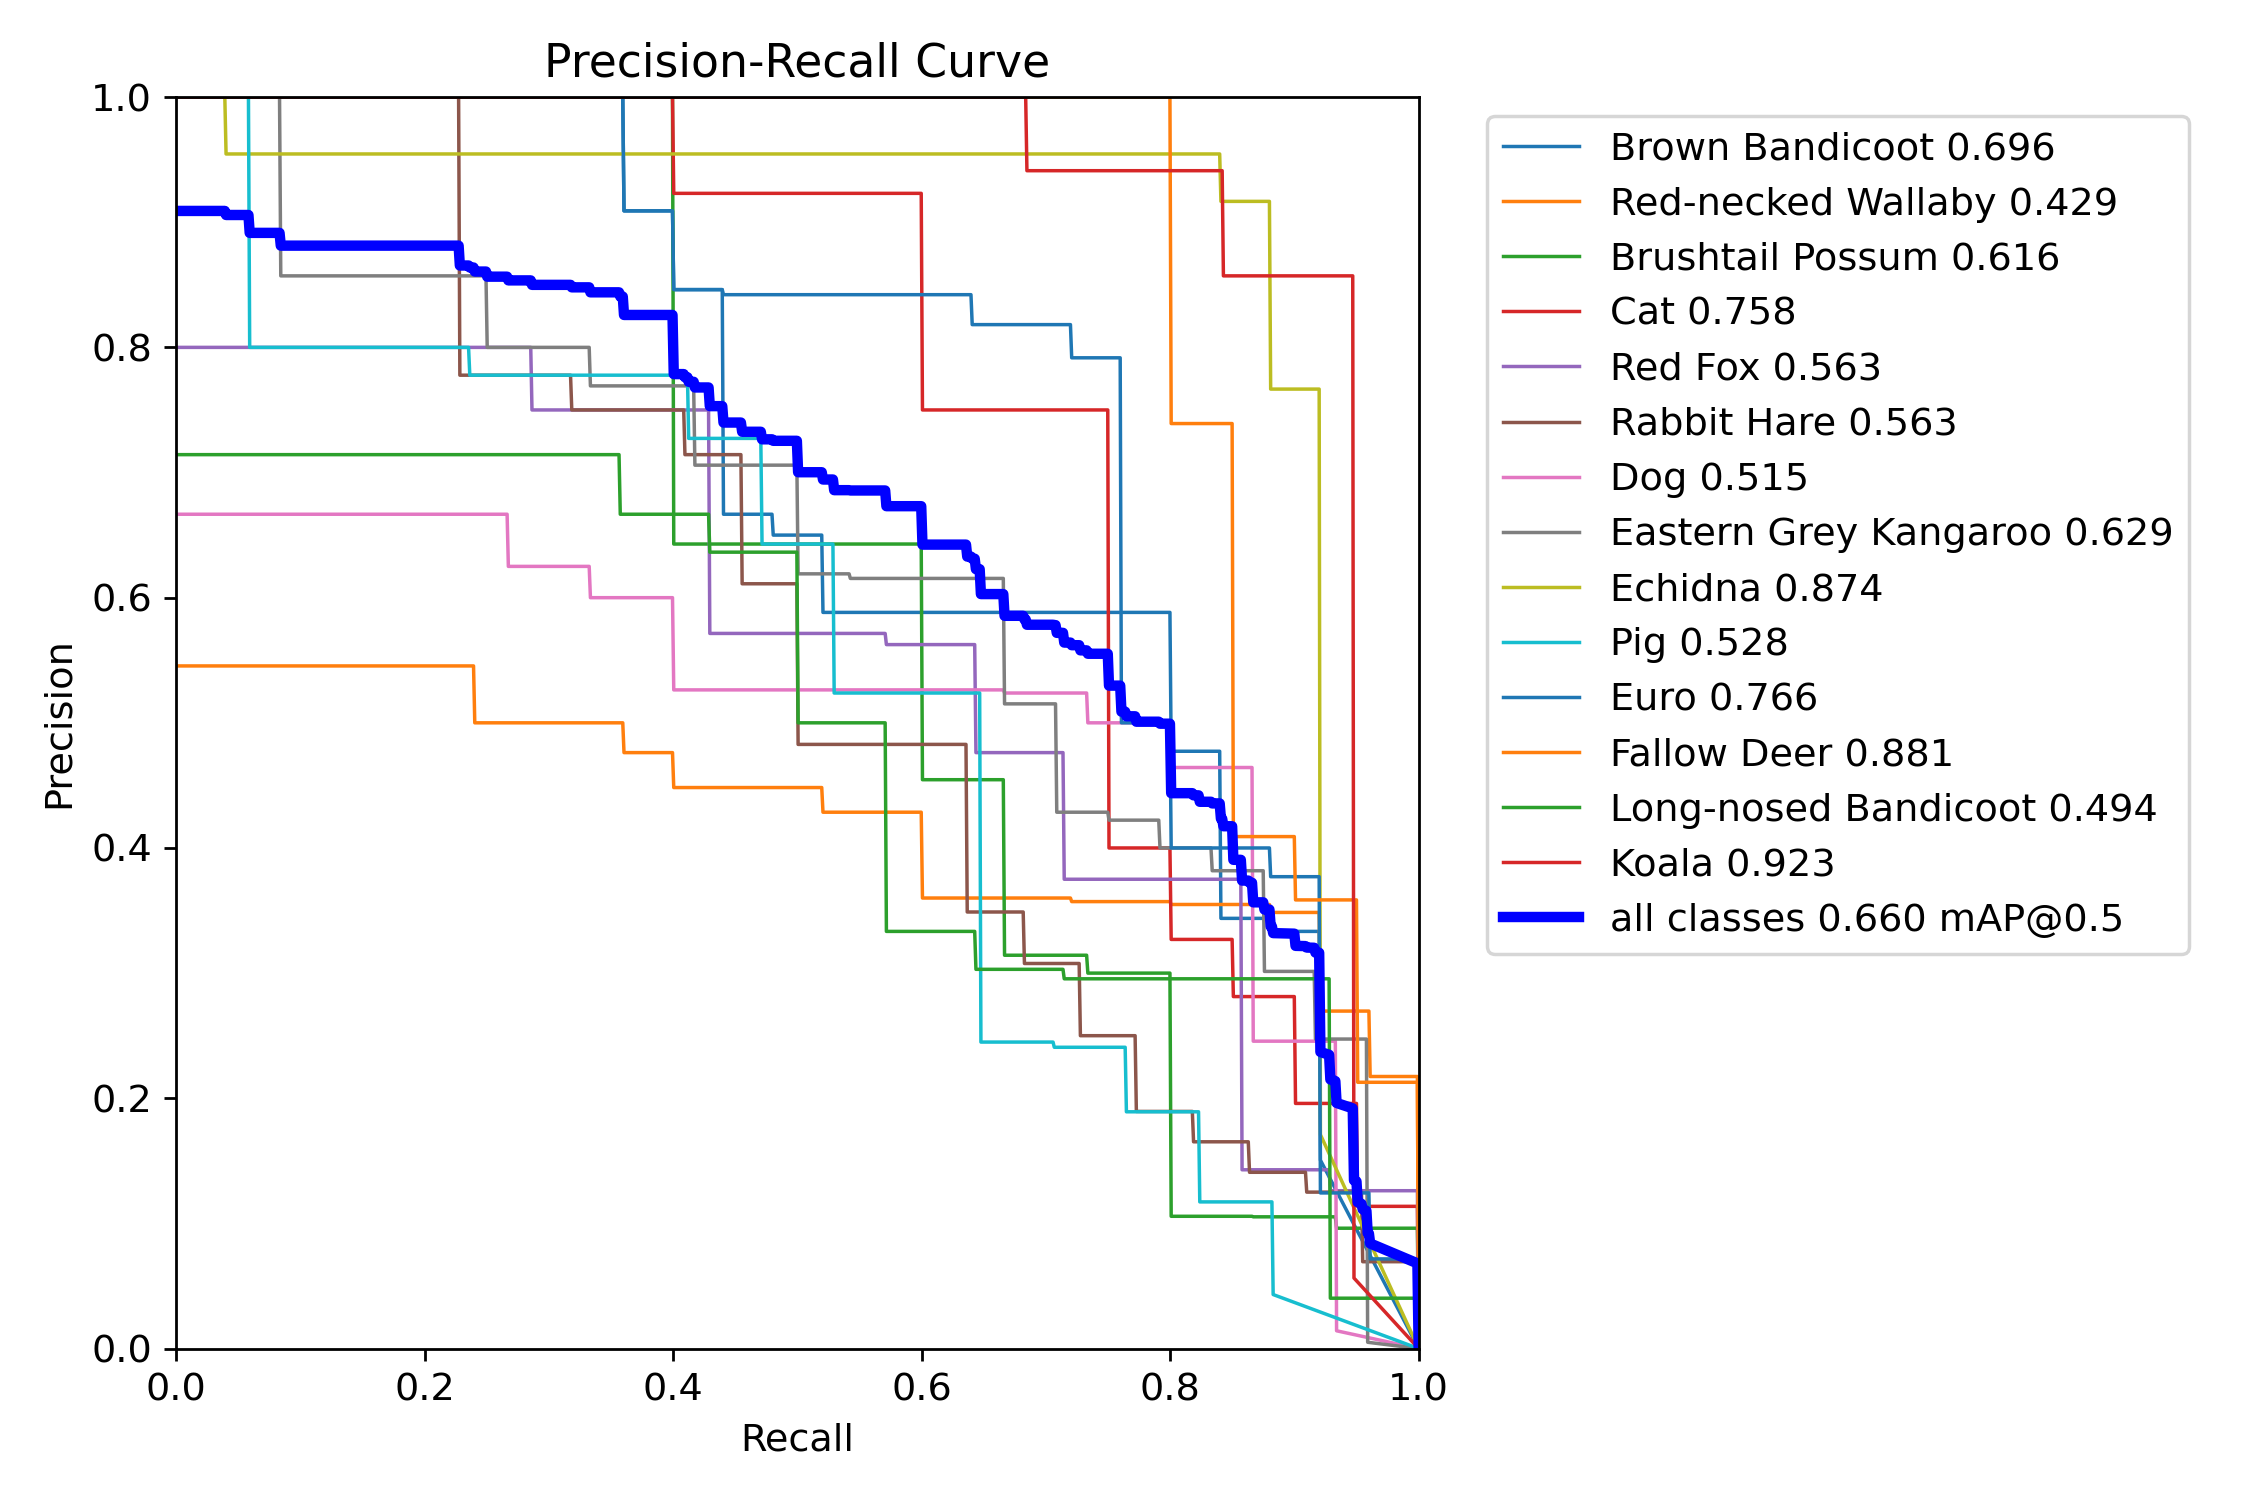 Precision-Recall Curve
1.0
0.8
0.6
0.4
0.2
0.0
Precision
0.0 0.2 0.4 0.6 0.8 1.0
Recall
Brown Bandicoot 0.696
Red-necked Wallaby 0.429
Brushtail Possum 0.616
Cat 0.758
Red Fox 0.563
Rabbit Hare 0.563
Dog 0.515
Eastern Grey Kangaroo 0.629
Echidna 0.874
Pig 0.528
Euro 0.766
Fallow Deer 0.881
Long-nosed Bandicoot 0.494
Koala 0.923
all classes 0.660 mAP@0.5